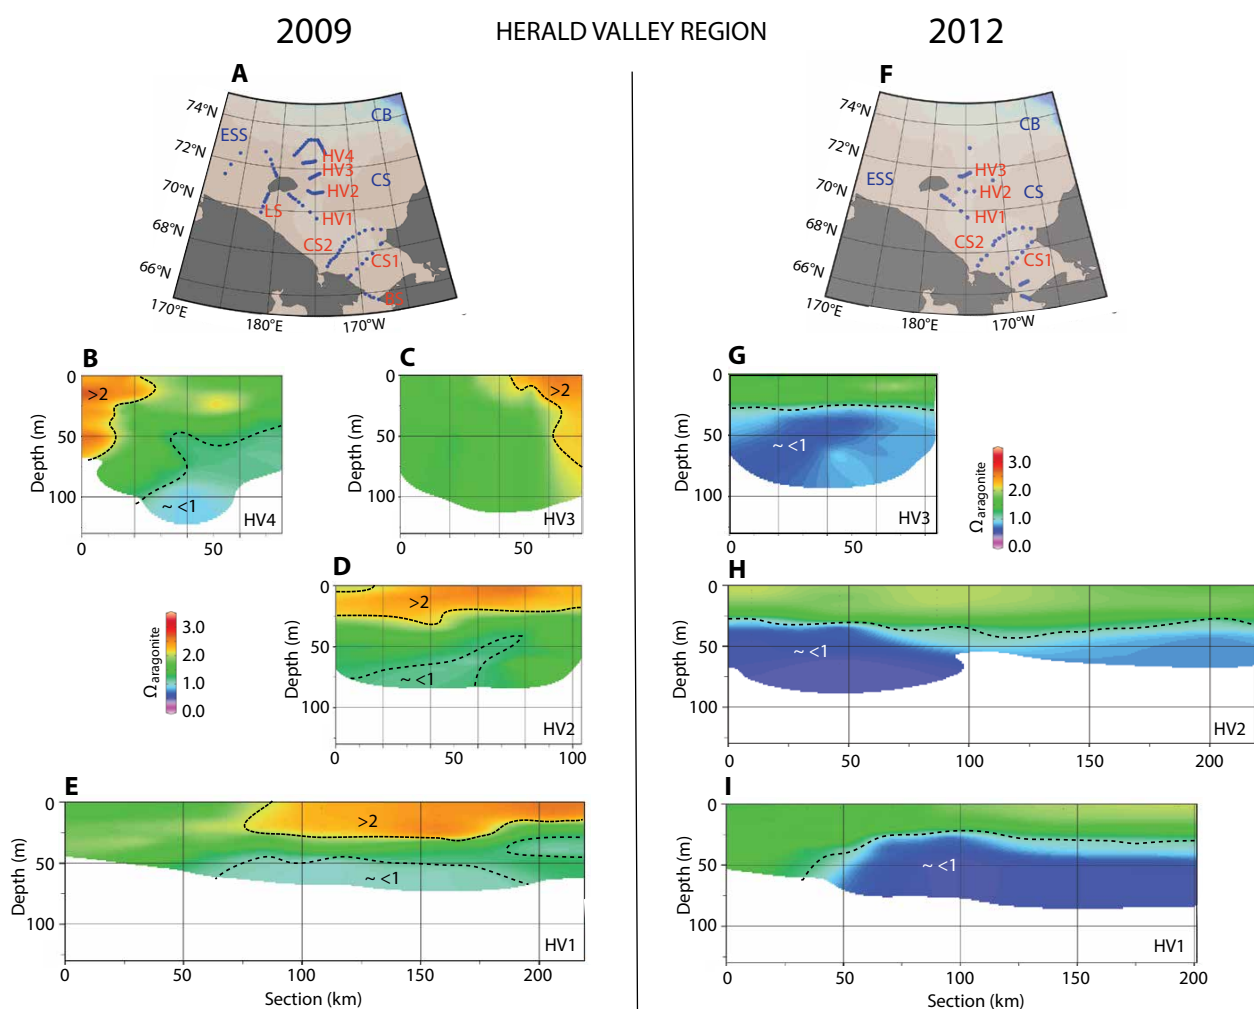 2009
HERALD VALLEY REGION
2012
A
74°N
72°N
70°N
68°N
66°N
170°E
180°E
170°W
ESS
CB
CS
HV4
HV3
HV2
HV1
LS
CS2
CS1
BS
F
74°N
72°N
70°N
68°N
66°N
170°E
180°E
170°W
ESS
CB
CS
HV3
HV2
HV1
CS2
CS1
B
Depth (m)
0
50
100
>2
~ <1
HV4
0
50
C
Depth (m)
0
50
100
>2
HV3
G
Depth (m)
0
50
100
~ <1
HV3
0
50
Ωaragonite
3.0
2.0
1.0
0.0
D
Depth (m)
0
50
100
>2
~ <1
HV2
0
50
100
Ωaragonite
3.0
2.0
1.0
0.0
H
Depth (m)
0
50
100
~ <1
HV2
0
50
100
150
200
E
Depth (m)
0
50
100
>2
~ <1
HV1
0
50
100
150
200
Section (km)
I
Depth (m)
0
50
100
~ <1
HV1
0
50
100
150
200
Section (km)